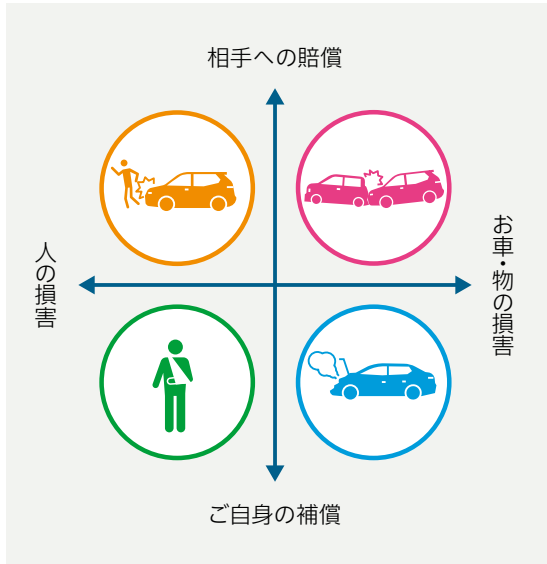 相手への賠償
人の損害
お車・物の損害
ご自身の補償